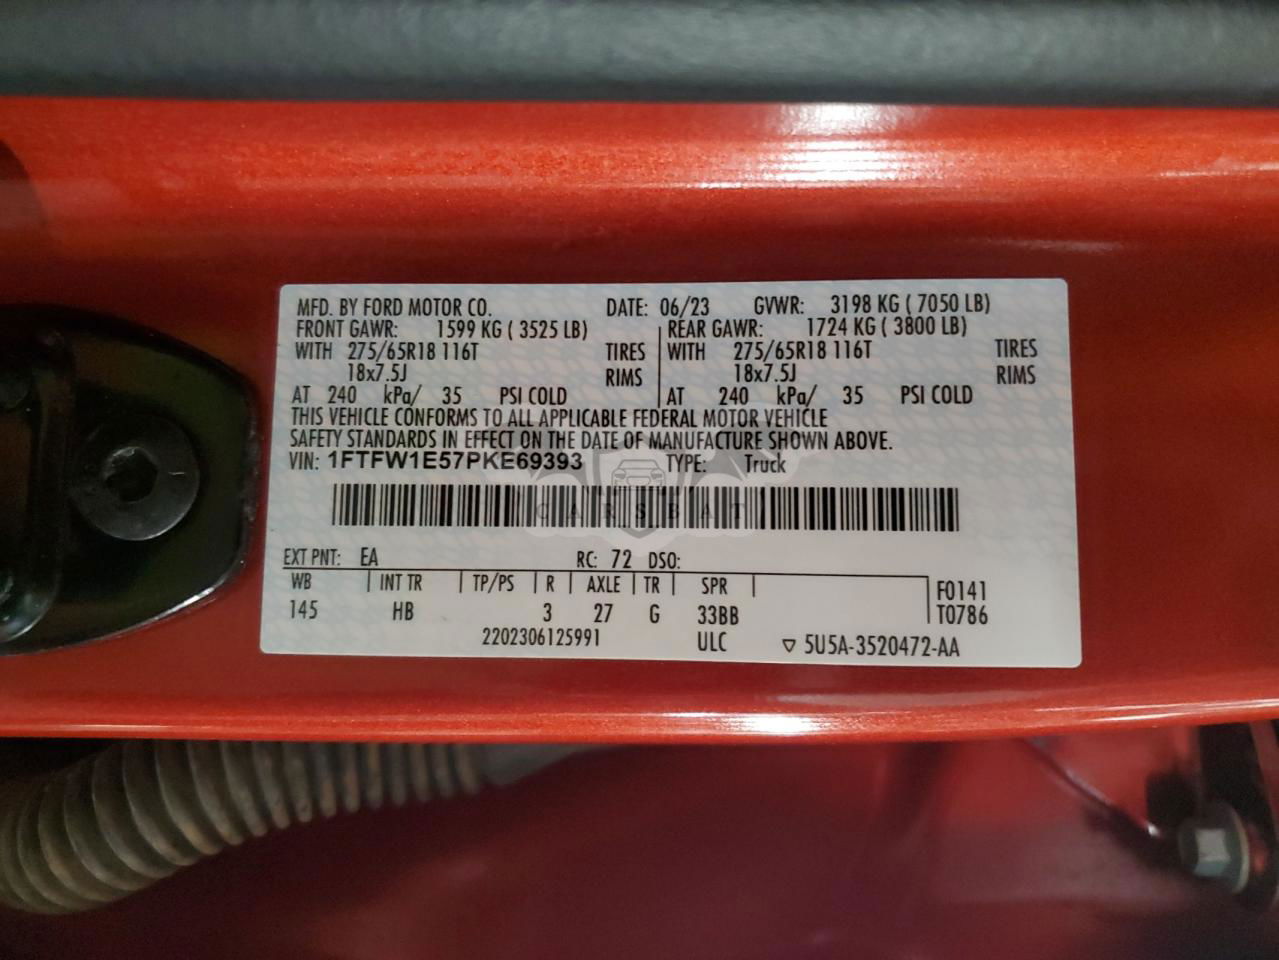 MFD. BY FORD MOTOR CO. DATE: 06/23 GVWR: 3198 KG ( 7050 LB)
FRONT GAWR: 1599 KG ( 3525 LB) REAR GAWR: 1724 KG ( 3800 LB)
WITH 275/65R18 116T TIRES WITH 275/65R18 116T TIRES
18x7.5J RIMS 18x7.5J RIMS
AT 240 kPa/ 35 PSI COLD AT 240 kPa/ 35 PSI COLD
THIS VEHICLE CONFORMS TO ALL APPLICABLE FEDERAL MOTOR VEHICLE
SAFETY STANDARDS IN EFFECT ON THE DATE OF MANUFACTURE SHOWN ABOVE.
VIN: 1FTFW1E57PKE69393 TYPE: Truck
CARSBAT
EXT PNT: EA RC: 72 DSO:
WB INT TR TP/PS R AXLE TR SPR F0141
145 HB 3 27 G 33BB T0786
2202306125991 ULC ▽ 5U5A-3520472-AA